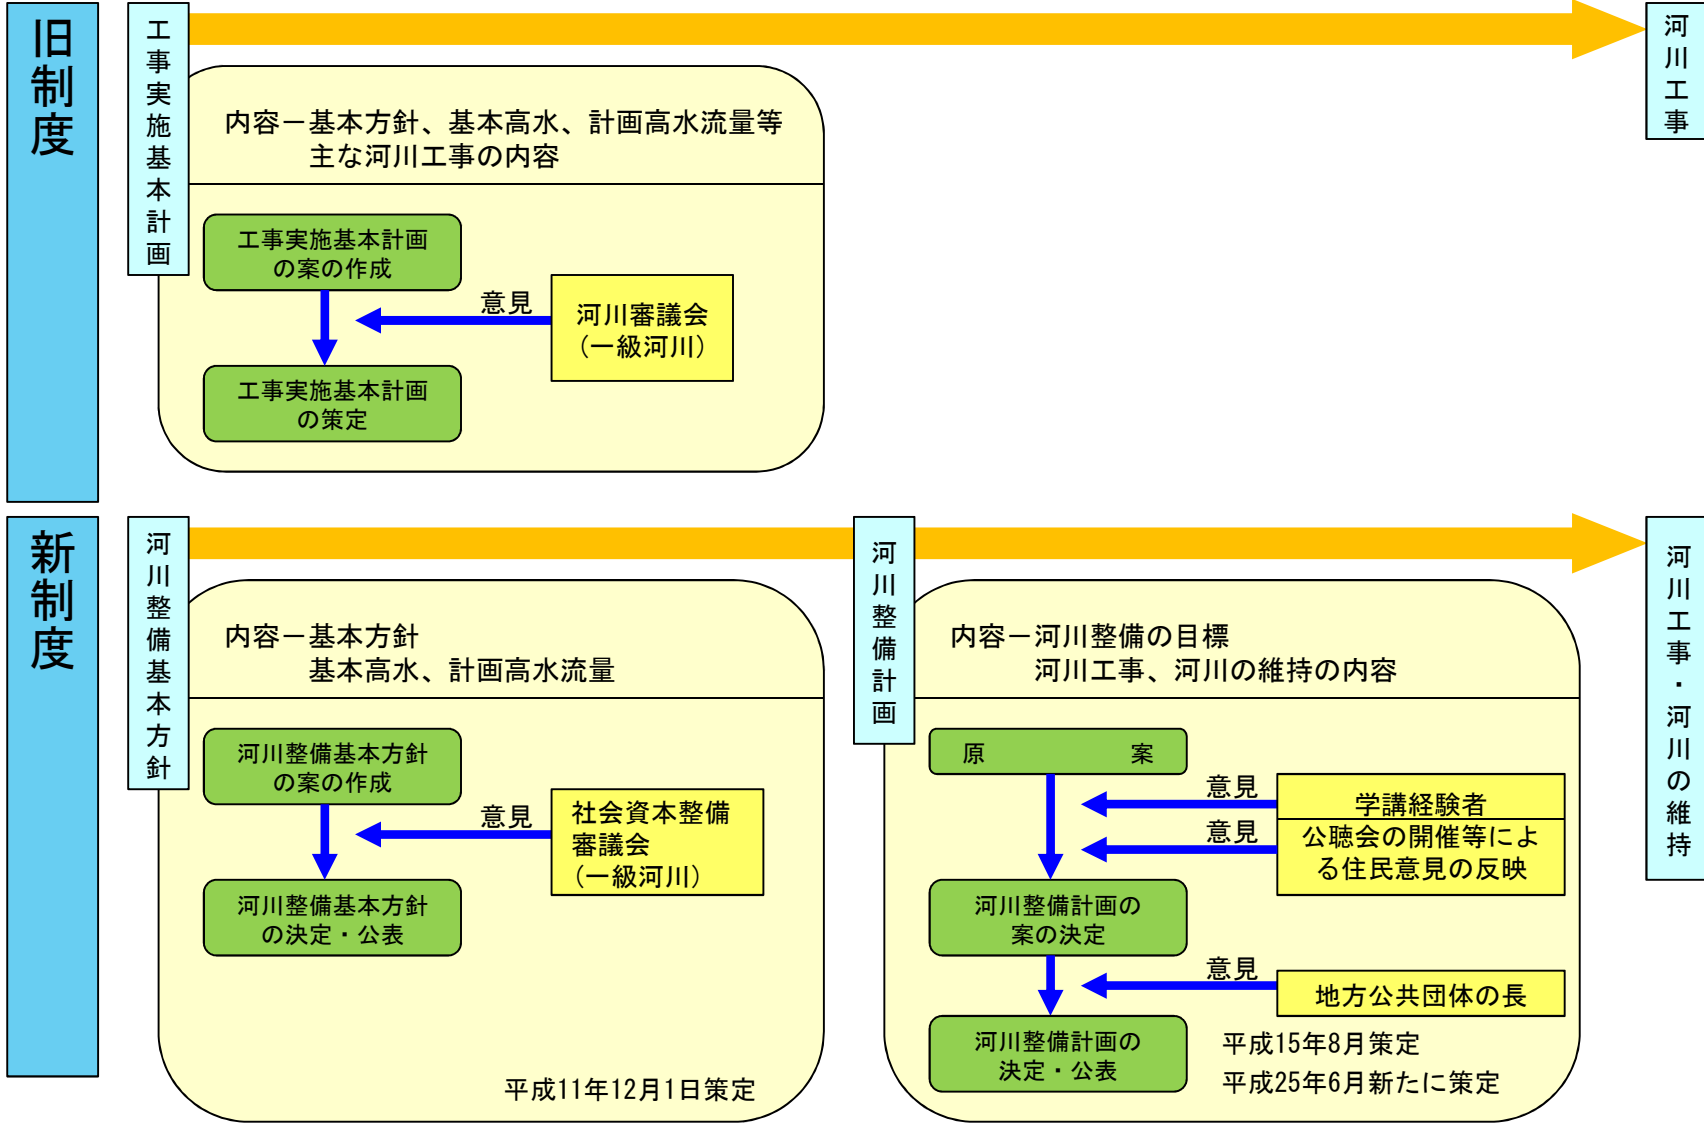 旧制度
工事実施基本計画
河川工事
内容－基本方針、基本高水、計画高水流量等
主な河川工事の内容
工事実施基本計画
の案の作成
意見
河川審議会
（一級河川）
工事実施基本計画
の策定
新制度
河川整備基本方針
内容－基本方針
基本高水、計画高水流量
河川整備基本方針
の案の作成
意見
社会資本整備
審議会
（一級河川）
河川整備基本方針
の決定・公表
平成11年12月1日策定
河川整備計画
内容－河川整備の目標
河川工事、河川の維持の内容
原　　　案
意見
学講経験者
意見
公聴会の開催等によ
る住民意見の反映
河川整備計画の
案の決定
意見
地方公共団体の長
河川整備計画の
決定・公表
平成15年8月策定
平成25年6月新たに策定
河川工事・河川の維持